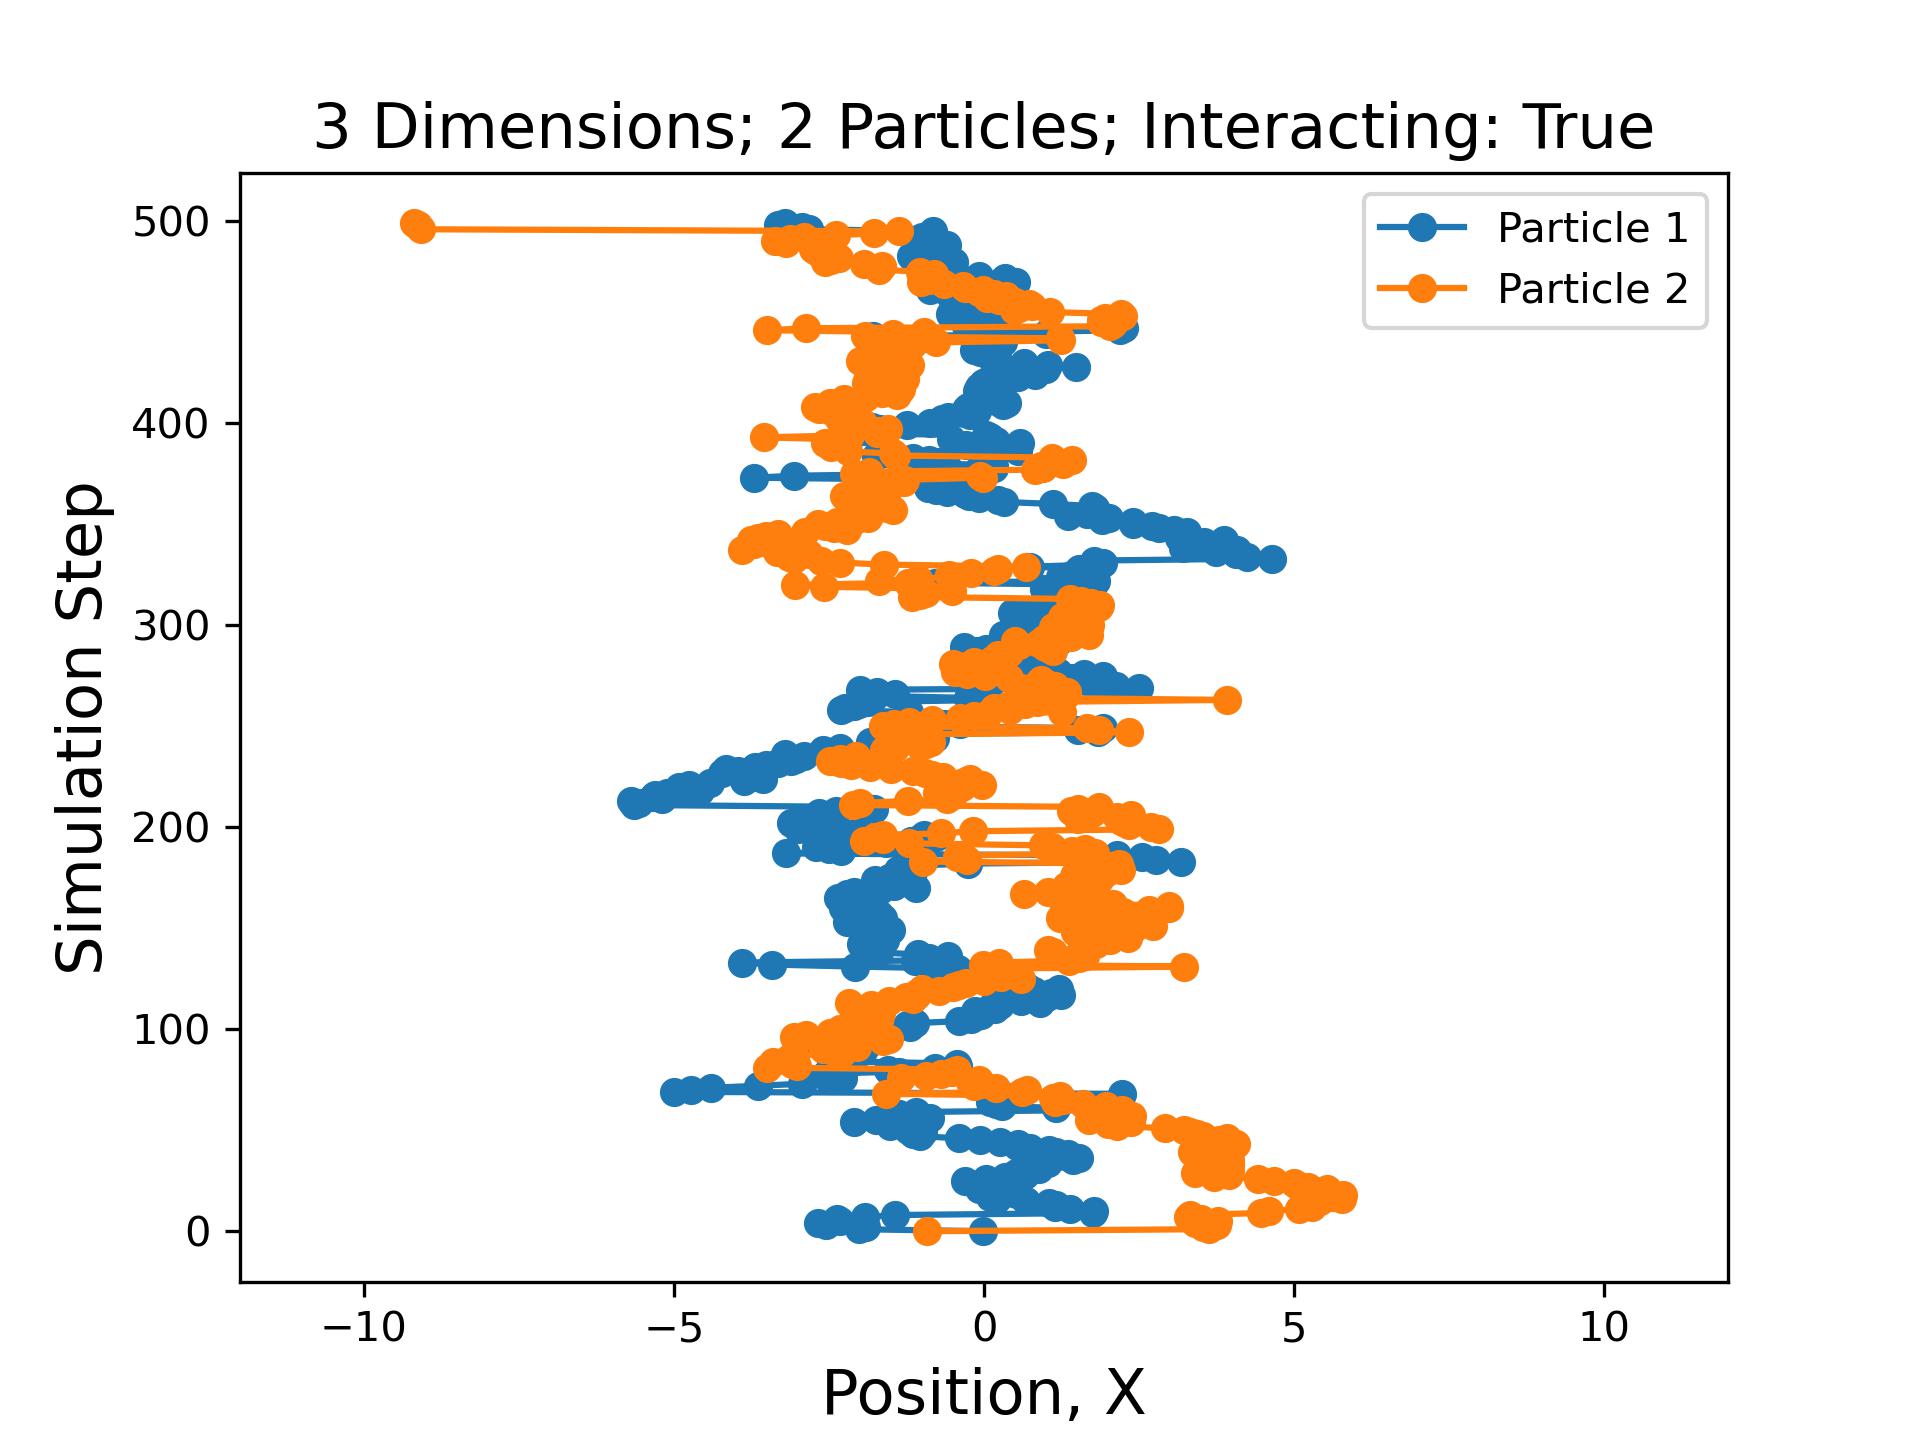 3 Dimensions; 2 Particles; Interacting: True
Particle 1
Particle 2
Simulation Step
500
400
300
200
100
0
−10
−5
0
5
10
Position, X